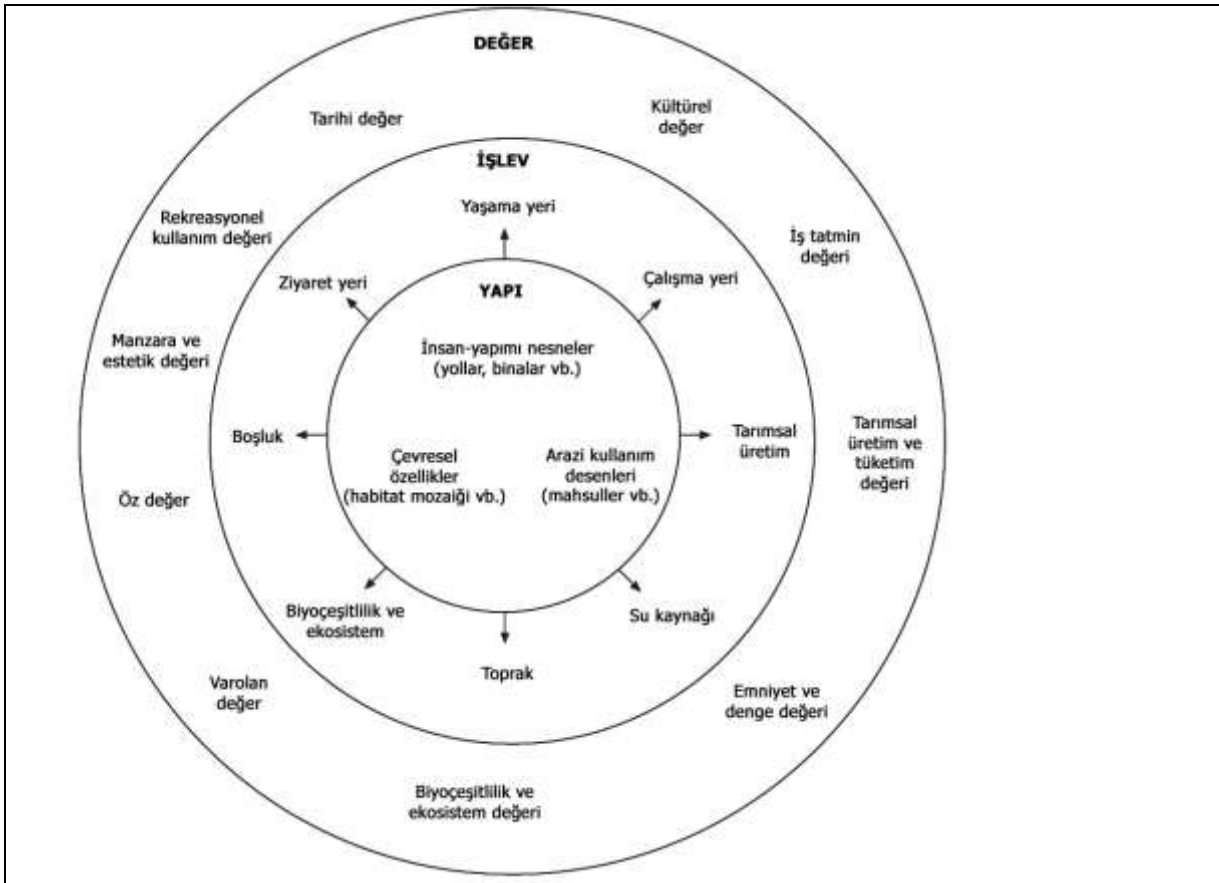 DEĞER
Tarihi değer
Kültürel
değer
İŞLEV
Yaşama yeri
Rekreasyonel
kullanım değeri
İş tatmin
değeri
Ziyaret yeri
Çalışma yeri
YAPI
Manzara ve
estetik değeri
İnsan-yapımı nesneler
(yollar, binalar vb.)
Boşluk
Tarımsal
üretim
Tarımsal
üretim ve
tüketim
değeri
Çevresel
özellikler
(habitat mozaiği vb.)
Arazi kullanım
desenleri
(mahsuller vb.)
Öz değer
Biyoçeşitlilik ve
ekosistem
Su kaynağı
Toprak
Varolan
değer
Emniyet ve
denge değeri
Biyoçeşitlilik ve
ekosistem değeri